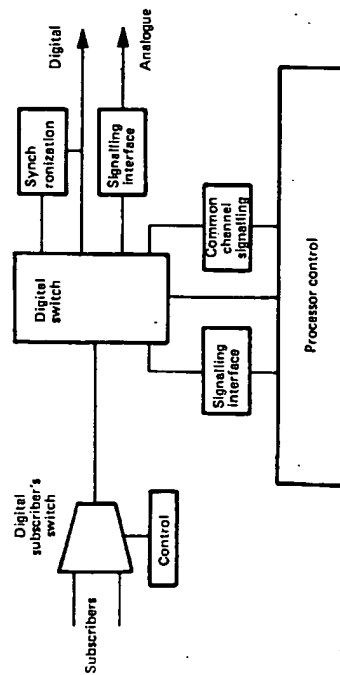 Subscribers
Digital
subscriber's
switch
Control
Digital
switch
Synch
ronization
Digital
Signalling
interface
Analogue
Signalling
interface
Common
channel
signalling
Processor control